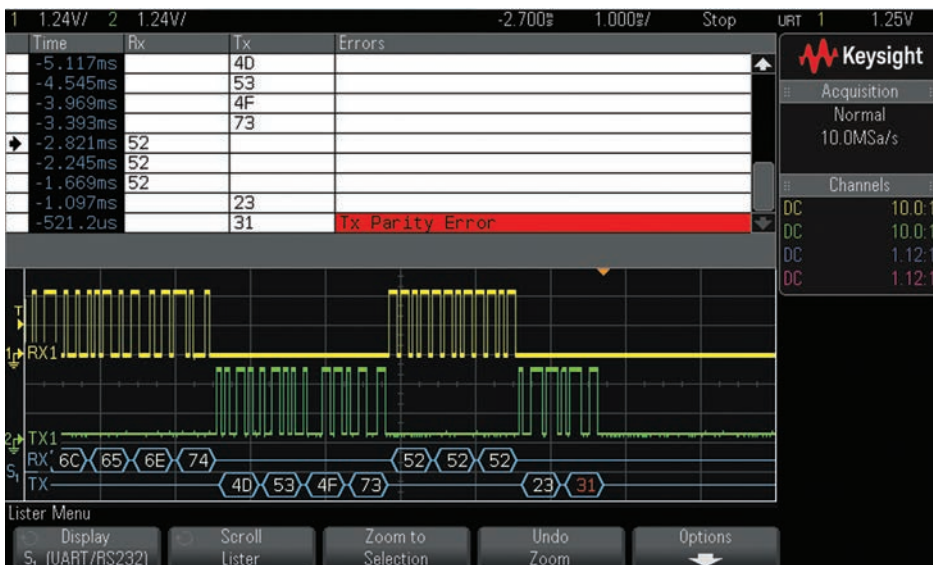 1 1.24V/ 2 1.24V/ -2.700s 1.000s/ Stop URT 1 1.25V
Time Rx Tx Errors
-5.117ms 4D
-4.545ms 53
-3.969ms 4F
-3.393ms 73
-2.821ms 52
-2.245ms 52
-1.669ms 52
-1.097ms 23
-521.2us 31 Tx Parity Error
Keysight
Acquisition
Normal
10.0MSa/s
Channels
DC 10.0:1
DC 10.0:1
DC 1.12:1
DC 1.12:1
T
1 RX1
2 TX1
S1 RX 6C 65 6E 74 52 52 52
TX 4D 53 4F 73 23 31
Lister Menu
Display Scroll Zoom to Undo Options
S1 (UART/RS232) Lister Selection Zoom